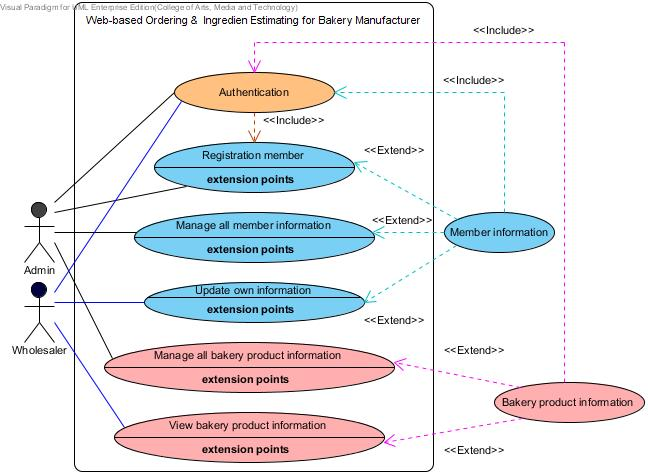 Visual Paradigm for UML Enterprise Edition(College of Arts, Media and Technology)
Web-based Ordering & Ingredien Estimating for Bakery Manufacturer
<<Include>>
<<Include>>
Authentication
<<Include>>
Registration member
extension points
<<Extend>>
Manage all member information
extension points
<<Extend>>
Member information
Admin
Update own information
extension points
<<Extend>>
Wholesaler
Manage all bakery product information
extension points
<<Extend>>
Bakery product information
View bakery product information
extension points
<<Extend>>